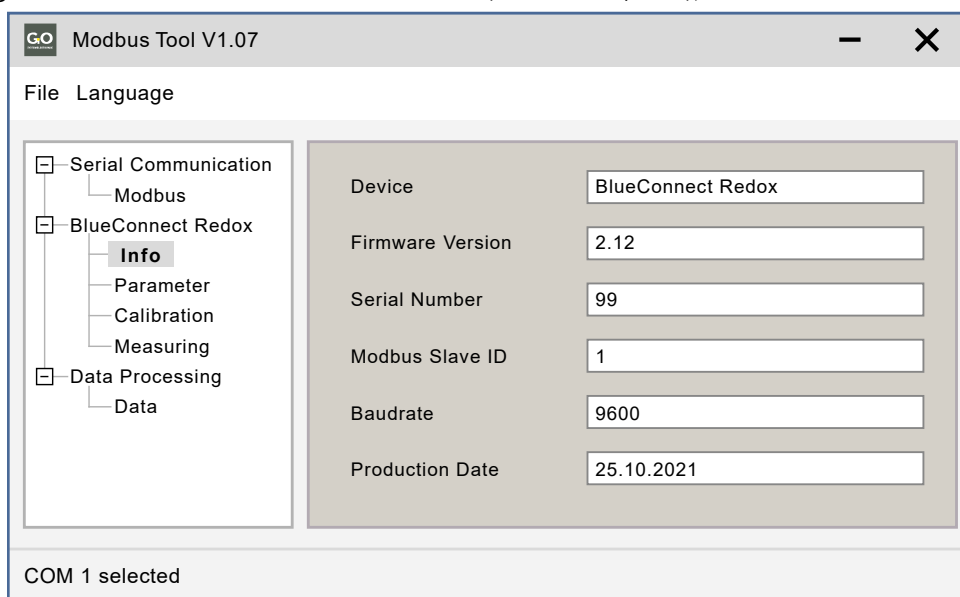 GO
Modbus Tool V1.07
File Language
Serial Communication
Modbus
BlueConnect Redox
Info
Parameter
Calibration
Measuring
Data Processing
Data
Device BlueConnect Redox
Firmware Version 2.12
Serial Number 99
Modbus Slave ID 1
Baudrate 9600
Production Date 25.10.2021
COM 1 selected